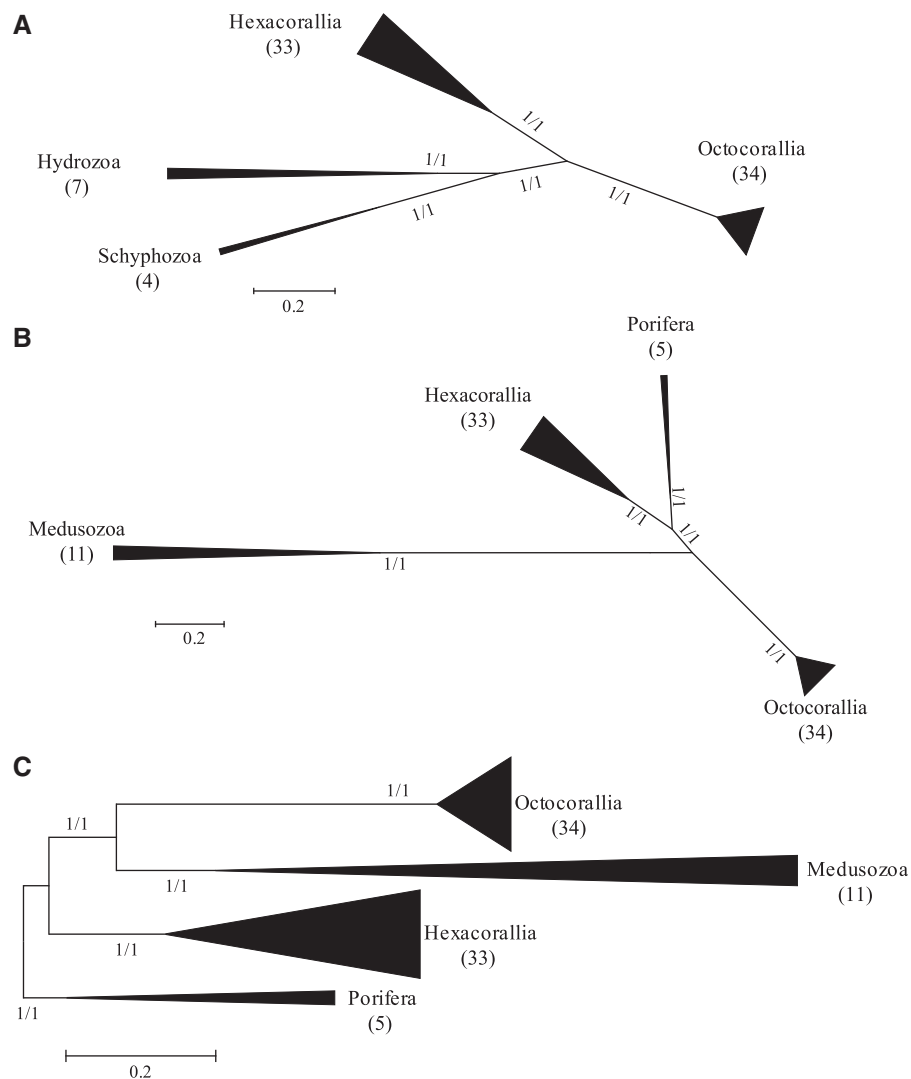 A
Hexacorallia
(33)
1/1
Octocorallia
(34)
Hydrozoa
(7)
1/1
1/1
1/1
1/1
Schyphozoa
(4)
0.2
B
Porifera
(5)
Hexacorallia
(33)
1/1
1/1
1/1
Medusozoa
(11)
1/1
0.2
1/1
Octocorallia
(34)
C
1/1
Octocorallia
(34)
1/1
1/1
Medusozoa
(11)
1/1
Hexacorallia
(33)
Porifera
(5)
1/1
0.2